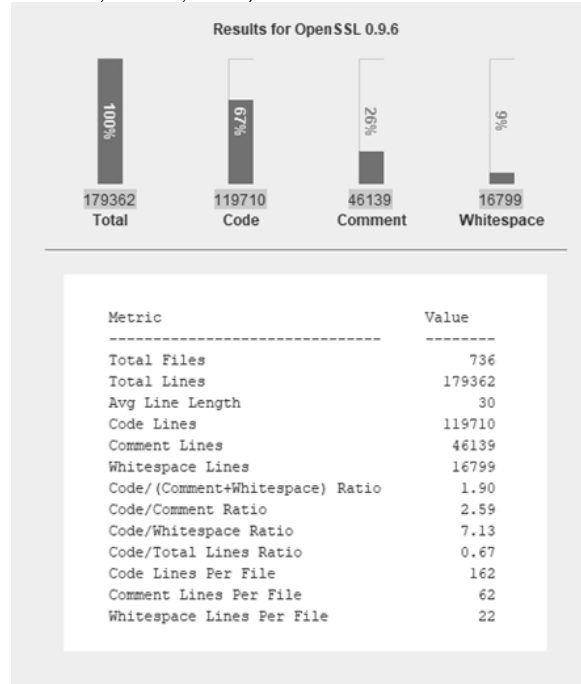 Results for OpenSSL 0.9.6
100% 67% 26% 9%
179362 119710 46139 16799
Total Code Comment Whitespace
Metric Value
------------------------------- --------
Total Files 736
Total Lines 179362
Avg Line Length 30
Code Lines 119710
Comment Lines 46139
Whitespace Lines 16799
Code/(Comment+Whitespace) Ratio 1.90
Code/Comment Ratio 2.59
Code/Whitespace Ratio 7.13
Code/Total Lines Ratio 0.67
Code Lines Per File 162
Comment Lines Per File 62
Whitespace Lines Per File 22